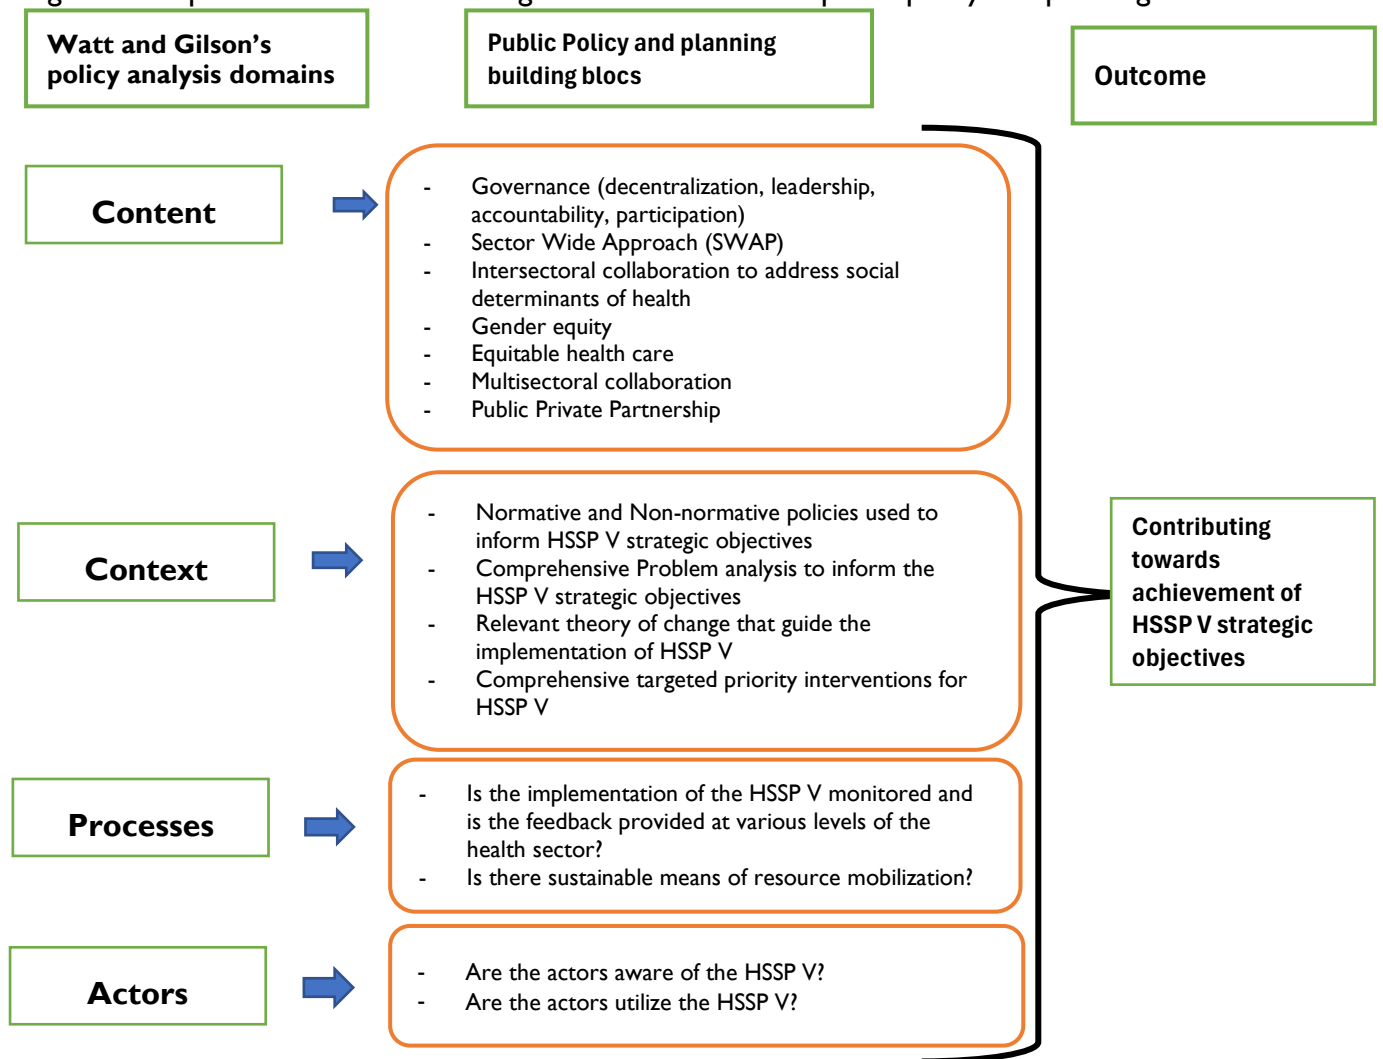 Watt and Gilson's
policy analysis domains
Public Policy and planning
building blocs
Outcome
Content
- Governance (decentralization, leadership,
accountability, participation)
- Sector Wide Approach (SWAP)
- Intersectoral collaboration to address social
determinants of health
- Gender equity
- Equitable health care
- Multisectoral collaboration
- Public Private Partnership
Context
- Normative and Non-normative policies used to
inform HSSP V strategic objectives
- Comprehensive Problem analysis to inform the
HSSP V strategic objectives
- Relevant theory of change that guide the
implementation of HSSP V
- Comprehensive targeted priority interventions for
HSSP V
Contributing
towards
achievement of
HSSP V strategic
objectives
Processes
- Is the implementation of the HSSP V monitored and
is the feedback provided at various levels of the
health sector?
- Is there sustainable means of resource mobilization?
Actors
- Are the actors aware of the HSSP V?
- Are the actors utilize the HSSP V?